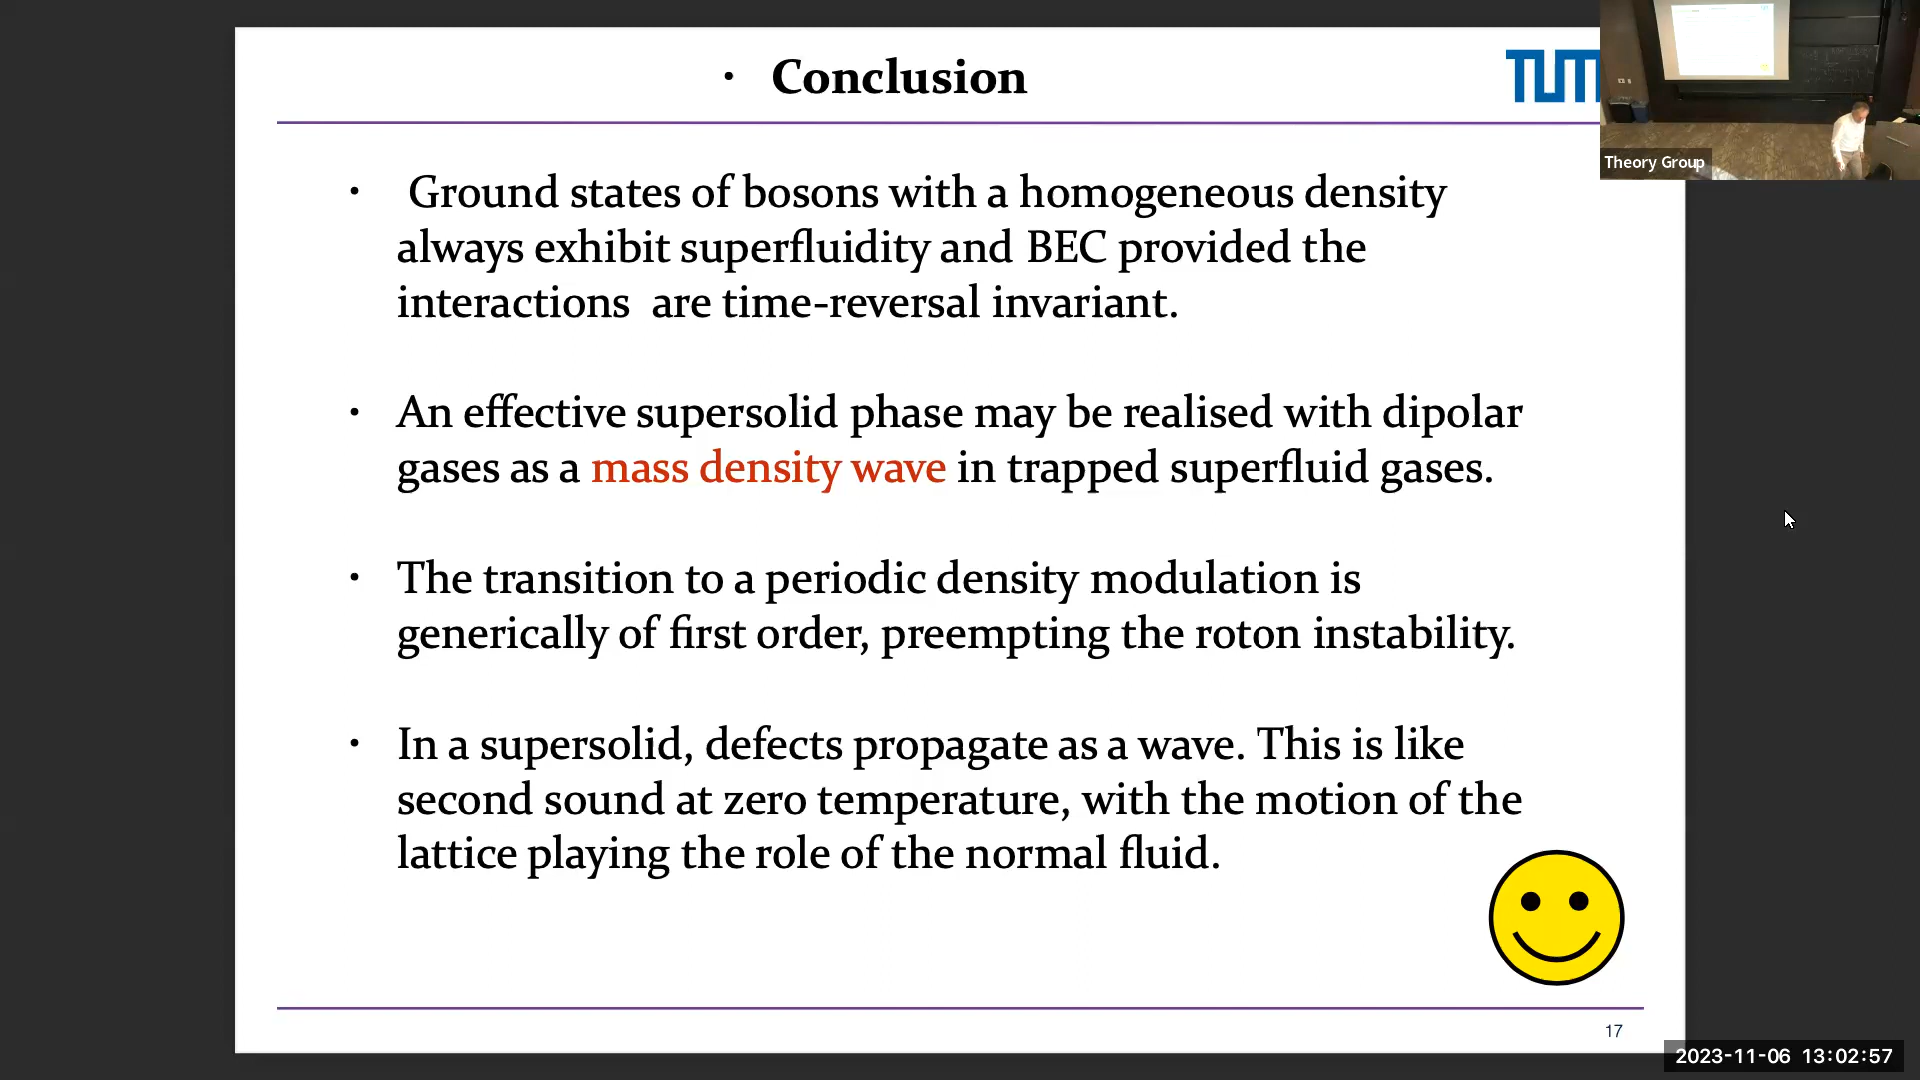 • Conclusion
TUM
Theory Group
• Ground states of bosons with a homogeneous density
always exhibit superfluidity and BEC provided the
interactions are time-reversal invariant.
• An effective supersolid phase may be realised with dipolar
gases as a mass density wave in trapped superfluid gases.
• The transition to a periodic density modulation is
generically of first order, preempting the roton instability.
• In a supersolid, defects propagate as a wave. This is like
second sound at zero temperature, with the motion of the
lattice playing the role of the normal fluid.
17
2023-11-06 13:02:57